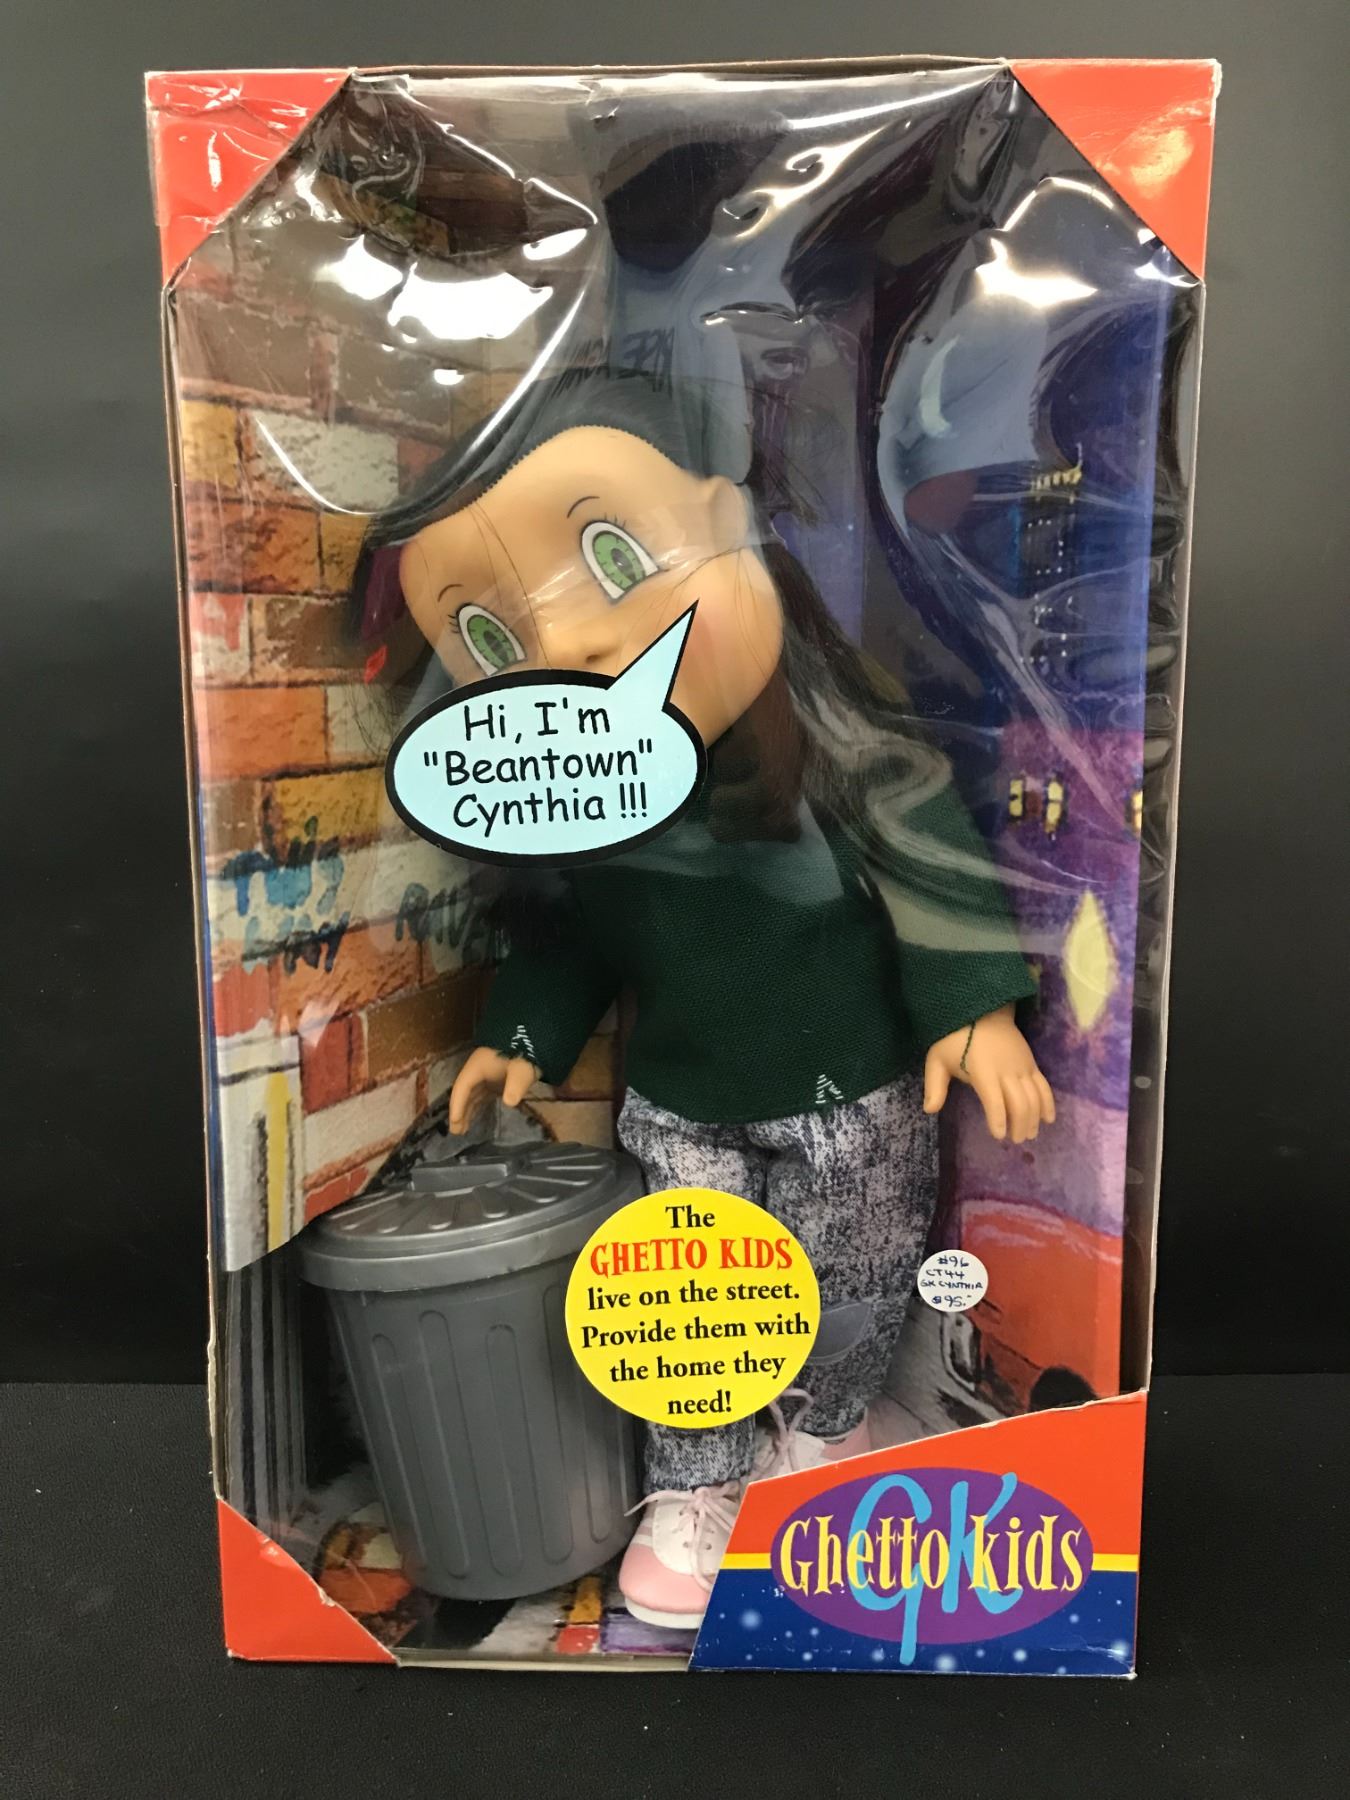 Hi, I'm
"Beantown"
Cynthia !!!
The
GHETTO KIDS
live on the street.
Provide them with
the home they
need!
#96
CT44
GK CYNTHIA
$95.-
GK
Ghetto kids